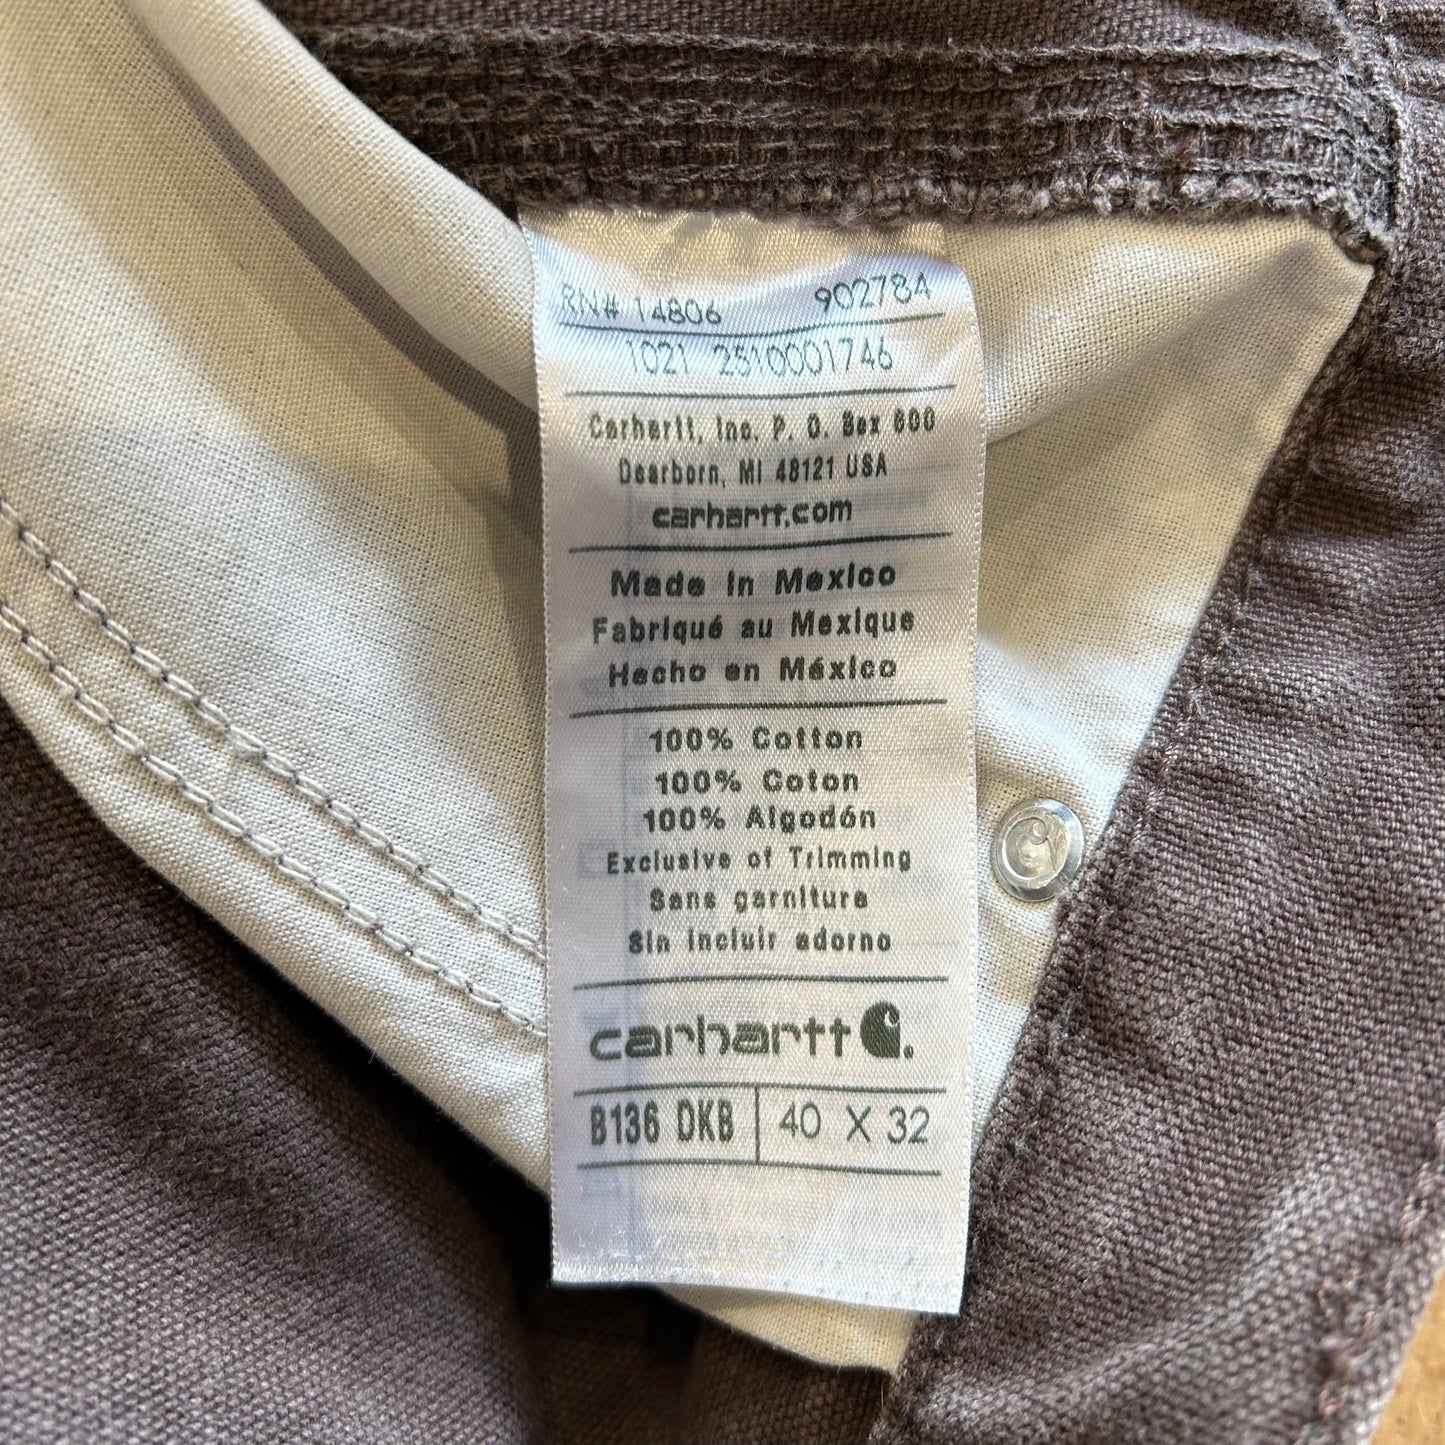 RN# 14806 902784
1021 2510001746
Carhartt, Inc. P. O. Box 600
Dearborn, MI 48121 USA
carhartt.com
Made in Mexico
Fabriqué au Mexique
Hecho en México
100% Cotton
100% Coton
100% Algodón
Exclusive of Trimming
Sans garniture
Sin incluir adorno
carhartt
B136 DKB 40 X 32